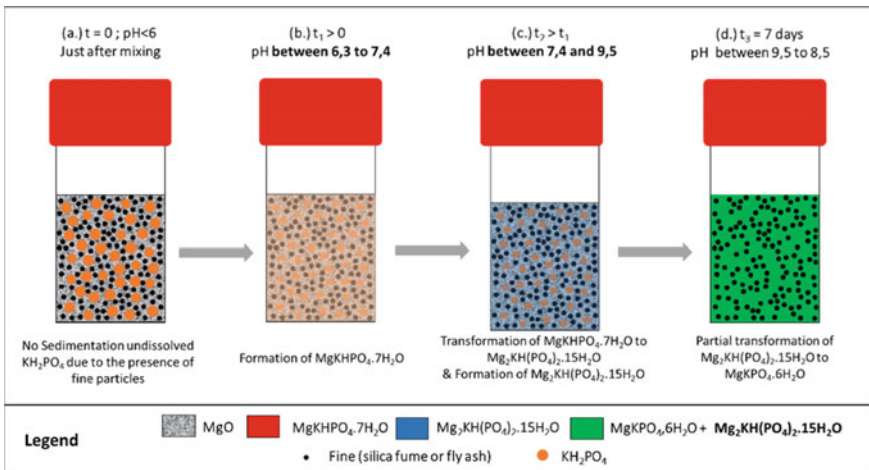 (a.) t = 0 ; pH<6
Just after mixing
(b.) t₁ > 0
pH between 6,3 to 7,4
(c.) t₂ > t₁
pH between 7,4 and 9,5
(d.) t₃ = 7 days
pH between 9,5 to 8,5
No Sedimentation undissolved
KH₂PO₄ due to the presence of
fine particles
Formation of MgKHPO₄.7H₂O
Transformation of MgKHPO₄.7H₂O to
Mg₂KH(PO₄)₂.15H₂O
& Formation of Mg₂KH(PO₄)₂.15H₂O
Partial transformation of
Mg₂KH(PO₄)₂.15H₂O to
MgKPO₄.6H₂O
Legend
MgO
MgKHPO₄.7H₂O
Mg₂KH(PO₄)₂.15H₂O
MgKPO₄,6H₂O + Mg₂KH(PO₄)₂.15H₂O
Fine (silica fume or fly ash)
KH₂PO₄